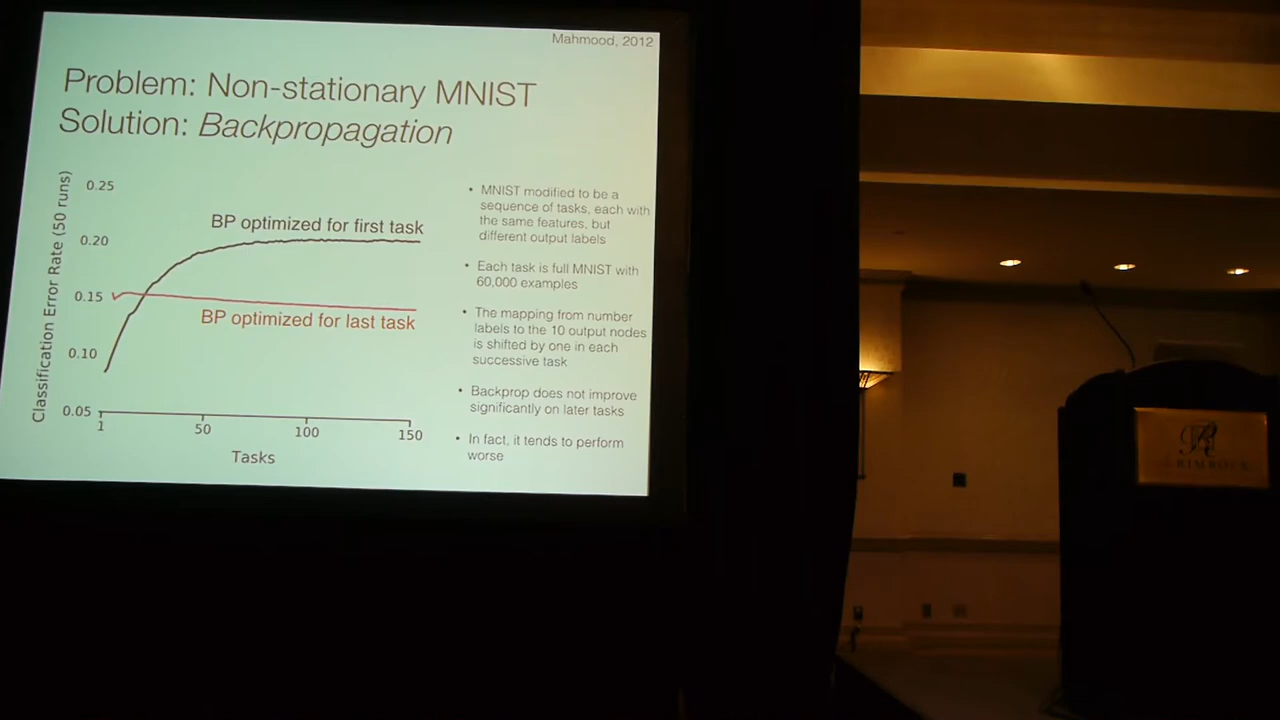 Mahmood, 2012
Problem: Non-stationary MNIST
Solution: Backpropagation
Classification Error Rate (50 runs)
0.25
0.20
0.15
0.10
0.05
BP optimized for first task
BP optimized for last task
1
50
100
150
Tasks
• MNIST modified to be a
sequence of tasks, each with
the same features, but
different output labels
• Each task is full MNIST with
60,000 examples
• The mapping from number
labels to the 10 output nodes
is shifted by one in each
successive task
• Backprop does not improve
significantly on later tasks
• In fact, it tends to perform
worse